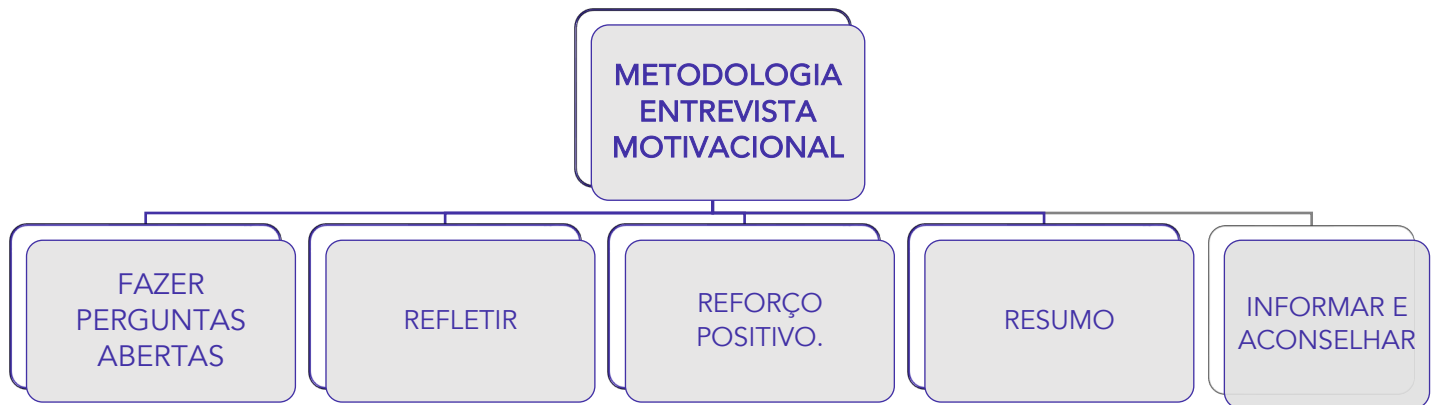 METODOLOGIA
ENTREVISTA
MOTIVACIONAL
FAZER
PERGUNTAS
ABERTAS
REFLETIR
REFORÇO
POSITIVO.
RESUMO
INFORMAR E
ACONSELHAR